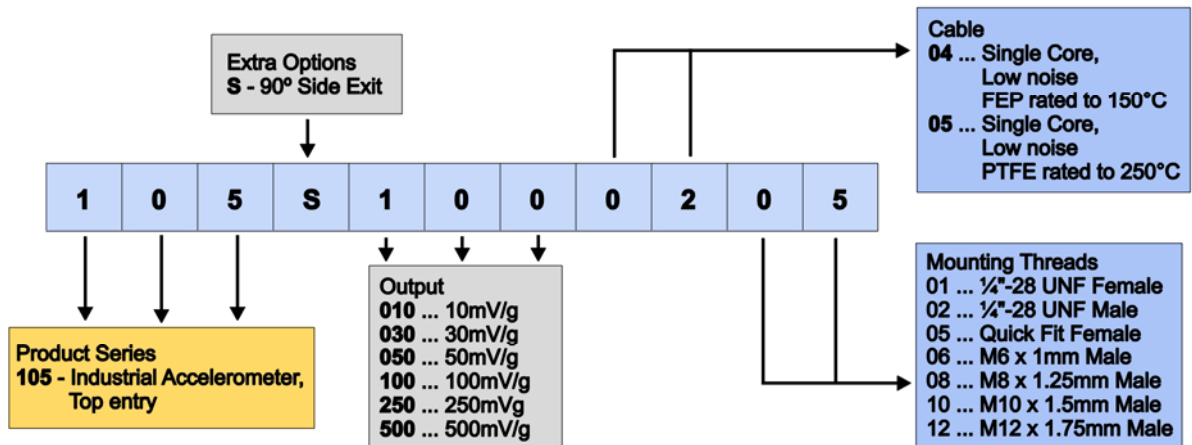 Extra Options
S - 90º Side Exit
Cable
04 ... Single Core,
Low noise
FEP rated to 150°C
05 ... Single Core,
Low noise
PTFE rated to 250°C
1 0 5 S 1 0 0 0 2 0 5
Product Series
105 - Industrial Accelerometer,
Top entry
Output
010 ... 10mV/g
030 ... 30mV/g
050 ... 50mV/g
100 ... 100mV/g
250 ... 250mVg
500 ... 500mV/g
Mounting Threads
01 ... ¼"-28 UNF Female
02 ... ¼"-28 UNF Male
05 ... Quick Fit Female
06 ... M6 x 1mm Male
08 ... M8 x 1.25mm Male
10 ... M10 x 1.5mm Male
12 ... M12 x 1.75mm Male